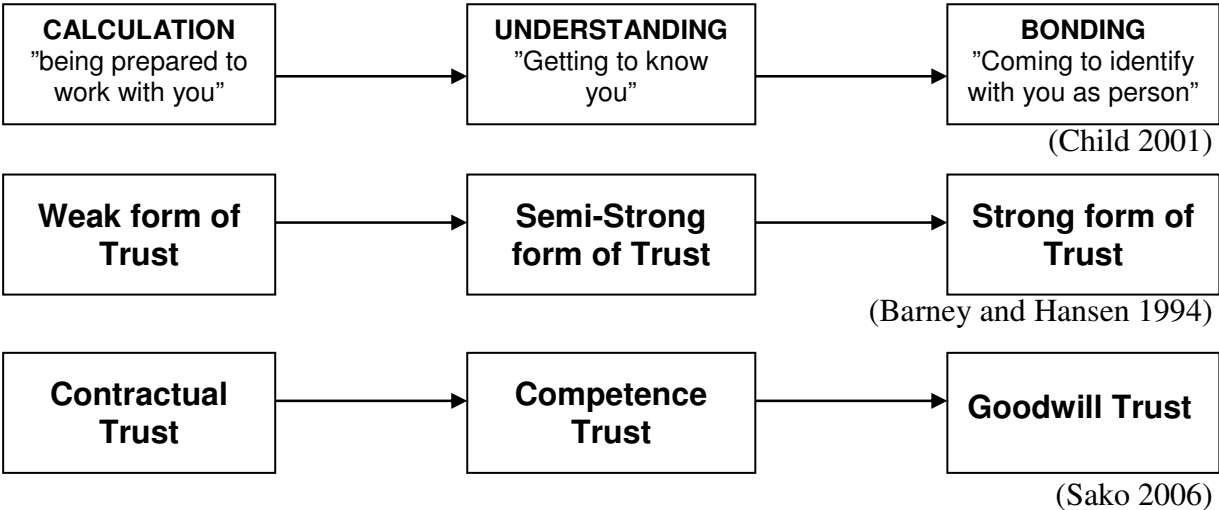 CALCULATION
”being prepared to
work with you”
UNDERSTANDING
”Getting to know
you”
BONDING
”Coming to identify
with you as person”
(Child 2001)
Weak form of
Trust
Semi-Strong
form of Trust
Strong form of
Trust
(Barney and Hansen 1994)
Contractual
Trust
Competence
Trust
Goodwill Trust
(Sako 2006)